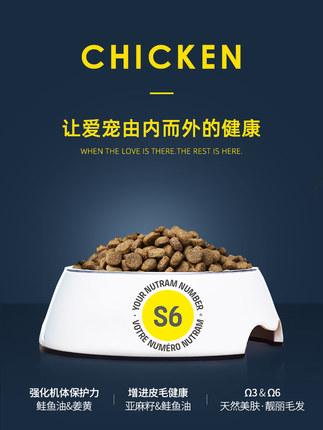 CHICKEN
让爱宠由内而外的健康
WHEN THE LOVE IS THERE.THE REST IS HERE.
· YOUR NUTRAM NUMBER ·
S6
VOTRE NUMÉRO NUTRAM
强化机体保护力
鲑鱼油&姜黄
增进皮毛健康
亚麻籽&鲑鱼油
Ω3 & Ω6
天然美肤·靓丽毛发